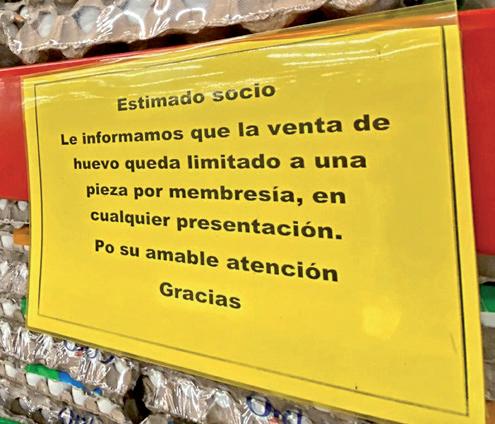 Estimado socio
Le informamos que la venta de
huevo queda limitado a una
pieza por membresía, en
cualquier presentación.
Po su amable atención
Gracias